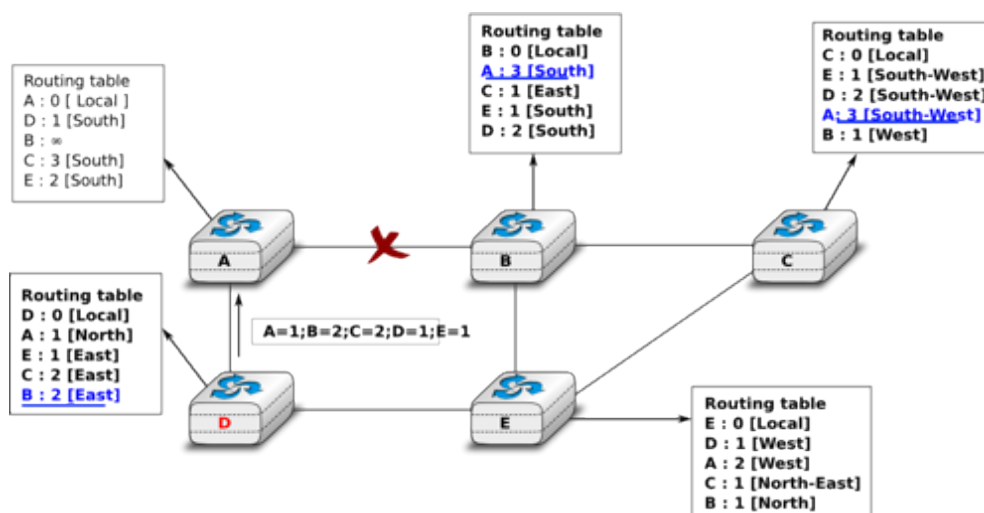 Routing table
A : 0 [ Local ]
D : 1 [South]
B : ∞
C : 3 [South]
E : 2 [South]
Routing table
B : 0 [Local]
A : 3 [South]
C : 1 [East]
E : 1 [South]
D : 2 [South]
Routing table
C : 0 [Local]
E : 1 [South-West]
D : 2 [South-West]
A: 3 [South-West]
B : 1 [West]
A
B
C
Routing table
D : 0 [Local]
A : 1 [North]
E : 1 [East]
C : 2 [East]
B : 2 [East]
A=1;B=2;C=2;D=1;E=1
D
E
Routing table
E : 0 [Local]
D : 1 [West]
A : 2 [West]
C : 1 [North-East]
B : 1 [North]